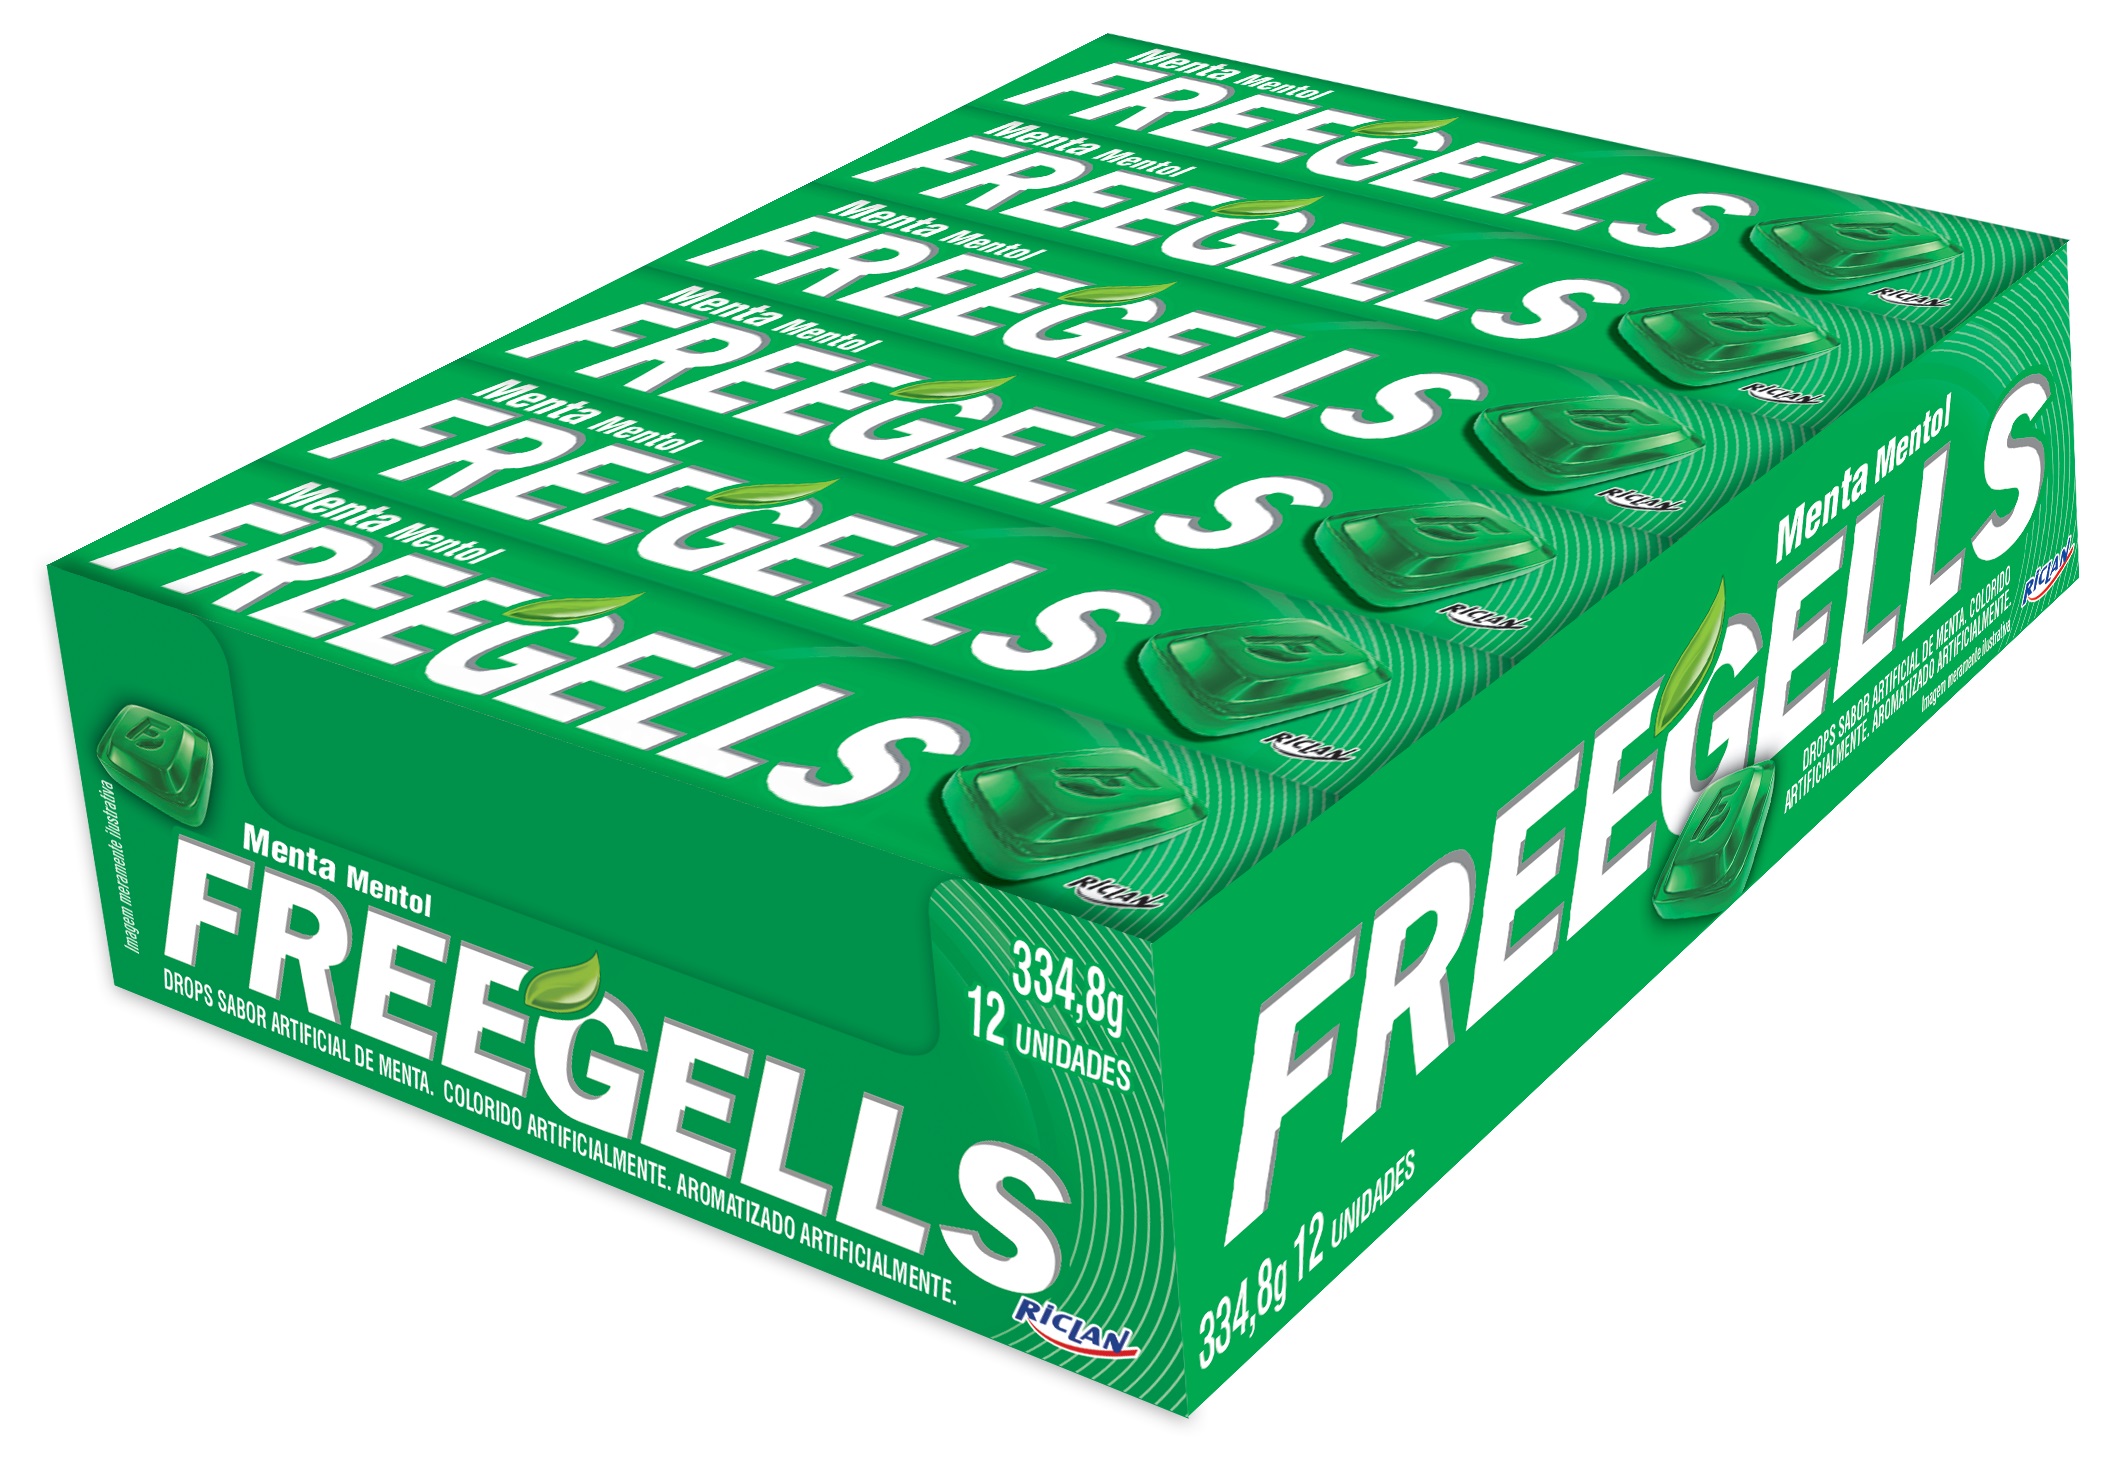 Menta Mentol
FREEGELLS
RICLAN
Menta Mentol
FREEGELLS
RICLAN
Menta Mentol
FREEGELLS
RICLAN
Menta Mentol
FREEGELLS
RICLAN
Menta Mentol
FREEGELLS
RICLAN
Menta Mentol
FREEGELLS
RICLAN
F
Imagem meramente ilustrativa
Menta Mentol
FREEGELLS
DROPS SABOR ARTIFICIAL DE MENTA. COLORIDO ARTIFICIALMENTE. AROMATIZADO ARTIFICIALMENTE.
334,8g
12 UNIDADES
RICLAN
Menta Mentol
FREEGELLS
F
DROPS SABOR ARTIFICIAL DE MENTA. COLORIDO
ARTIFICIALMENTE. AROMATIZADO ARTIFICIALMENTE.
Imagem meramente ilustrativa
RICLAN
334,8g 12 UNIDADES